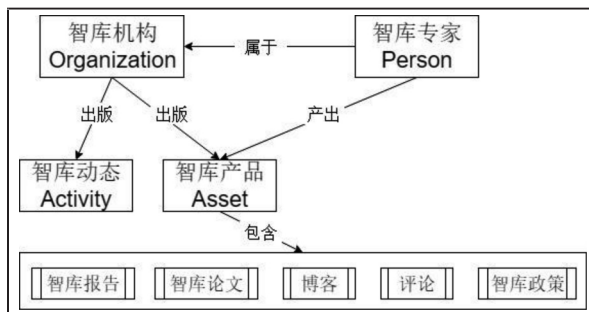 智库机构
Organization
属于
智库专家
Person
出版
出版
产出
智库动态
Activity
智库产品
Asset
包含
智库报告
智库论文
博客
评论
智库政策